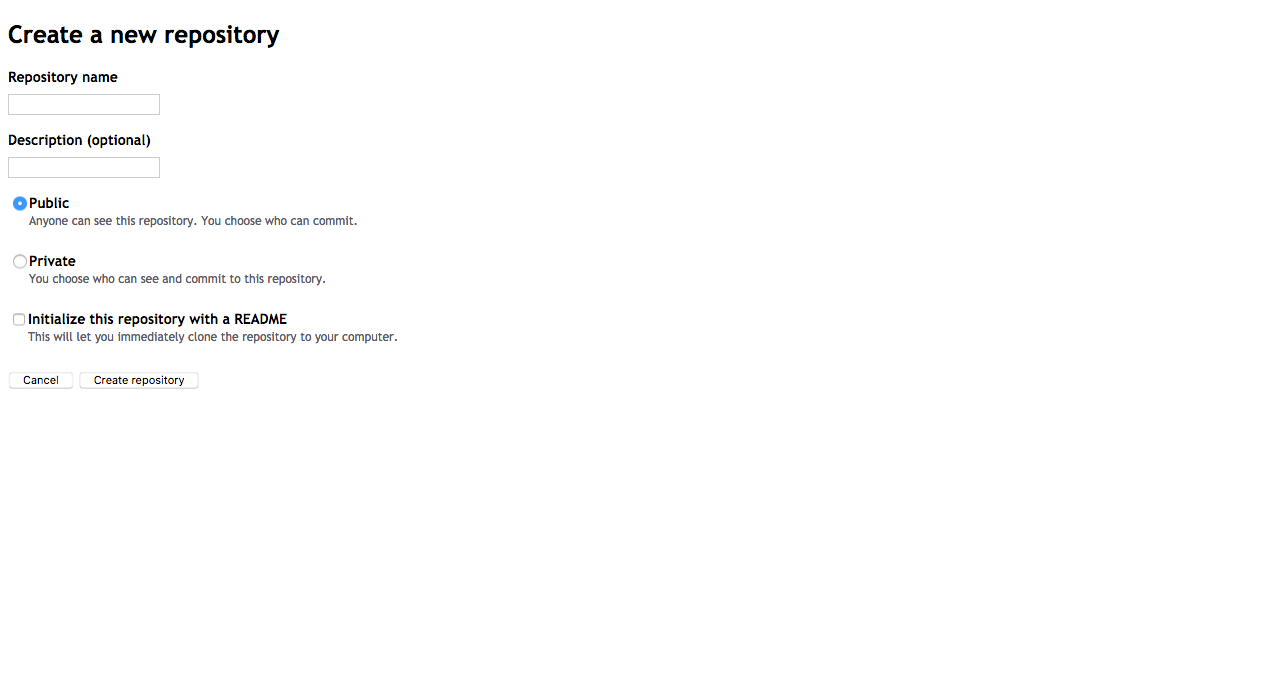 Create a new repository
Repository name
Description (optional)
Public
Anyone can see this repository. You choose who can commit.
Private
You choose who can see and commit to this repository.
Initialize this repository with a README
This will let you immediately clone the repository to your computer.
Cancel Create repository